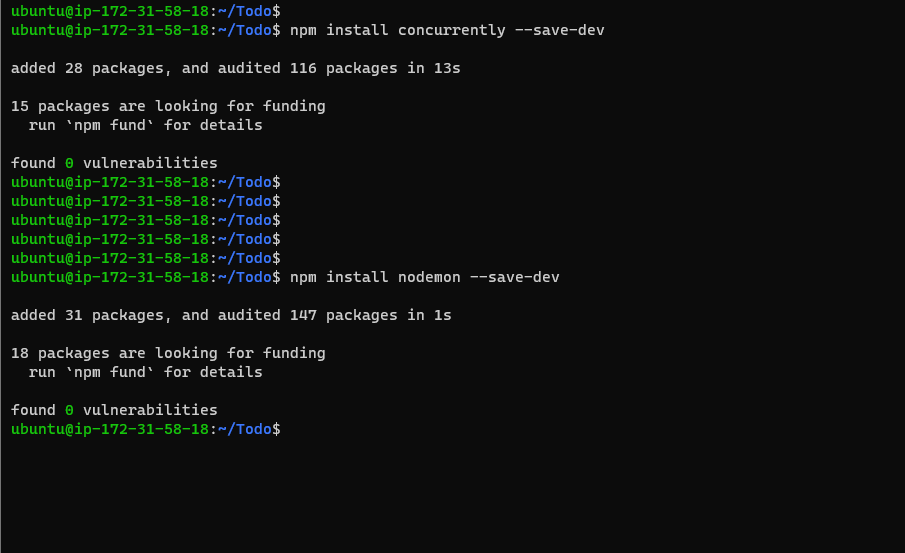 ubuntu@ip-172-31-58-18:~/Todo$
ubuntu@ip-172-31-58-18:~/Todo$ npm install concurrently --save-dev
added 28 packages, and audited 116 packages in 13s
15 packages are looking for funding
  run `npm fund` for details
found 0 vulnerabilities
ubuntu@ip-172-31-58-18:~/Todo$
ubuntu@ip-172-31-58-18:~/Todo$
ubuntu@ip-172-31-58-18:~/Todo$
ubuntu@ip-172-31-58-18:~/Todo$
ubuntu@ip-172-31-58-18:~/Todo$
ubuntu@ip-172-31-58-18:~/Todo$ npm install nodemon --save-dev
added 31 packages, and audited 147 packages in 1s
18 packages are looking for funding
  run `npm fund` for details
found 0 vulnerabilities
ubuntu@ip-172-31-58-18:~/Todo$